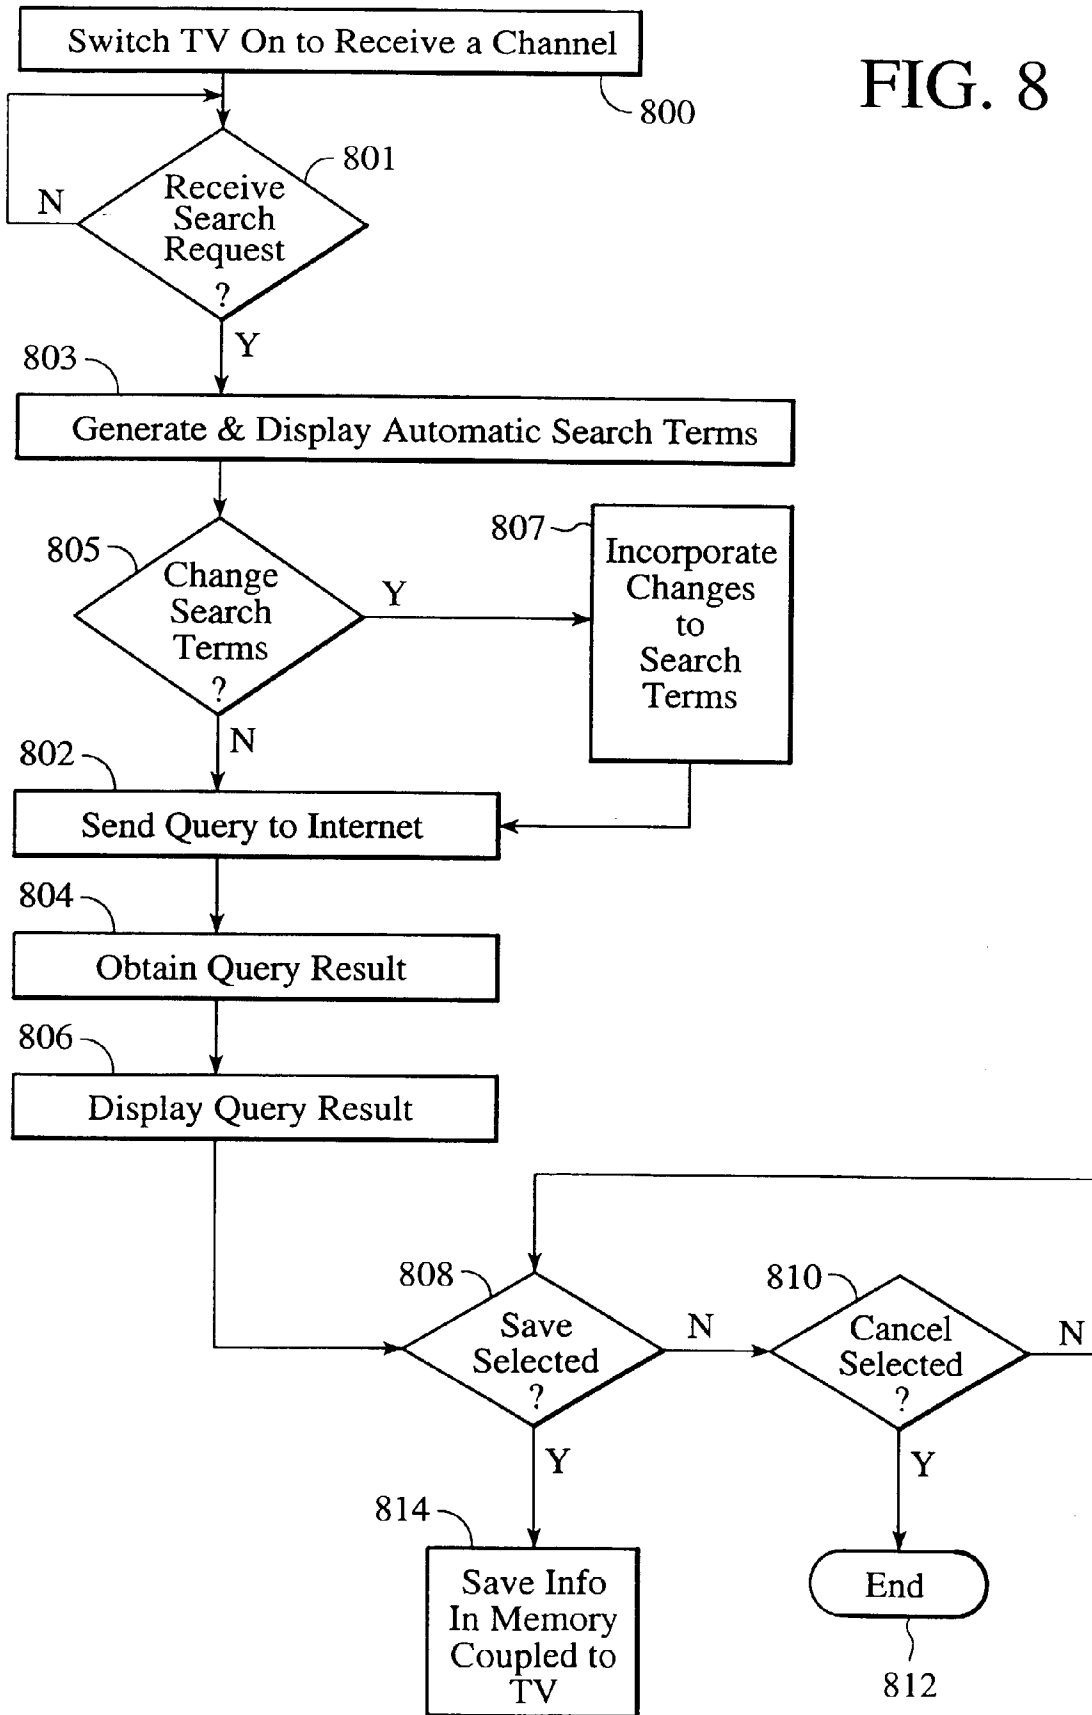 Switch TV On to Receive a Channel
FIG. 8
800
801
Receive
Search
Request
?
N
Y
803
Generate & Display Automatic Search Terms
805
Change
Search
Terms
?
Y
807
Incorporate
Changes
to
Search
Terms
N
802
Send Query to Internet
804
Obtain Query Result
806
Display Query Result
808
Save
Selected
?
N
810
Cancel
Selected
?
N
Y
Y
814
Save Info
In Memory
Coupled to
TV
End
812